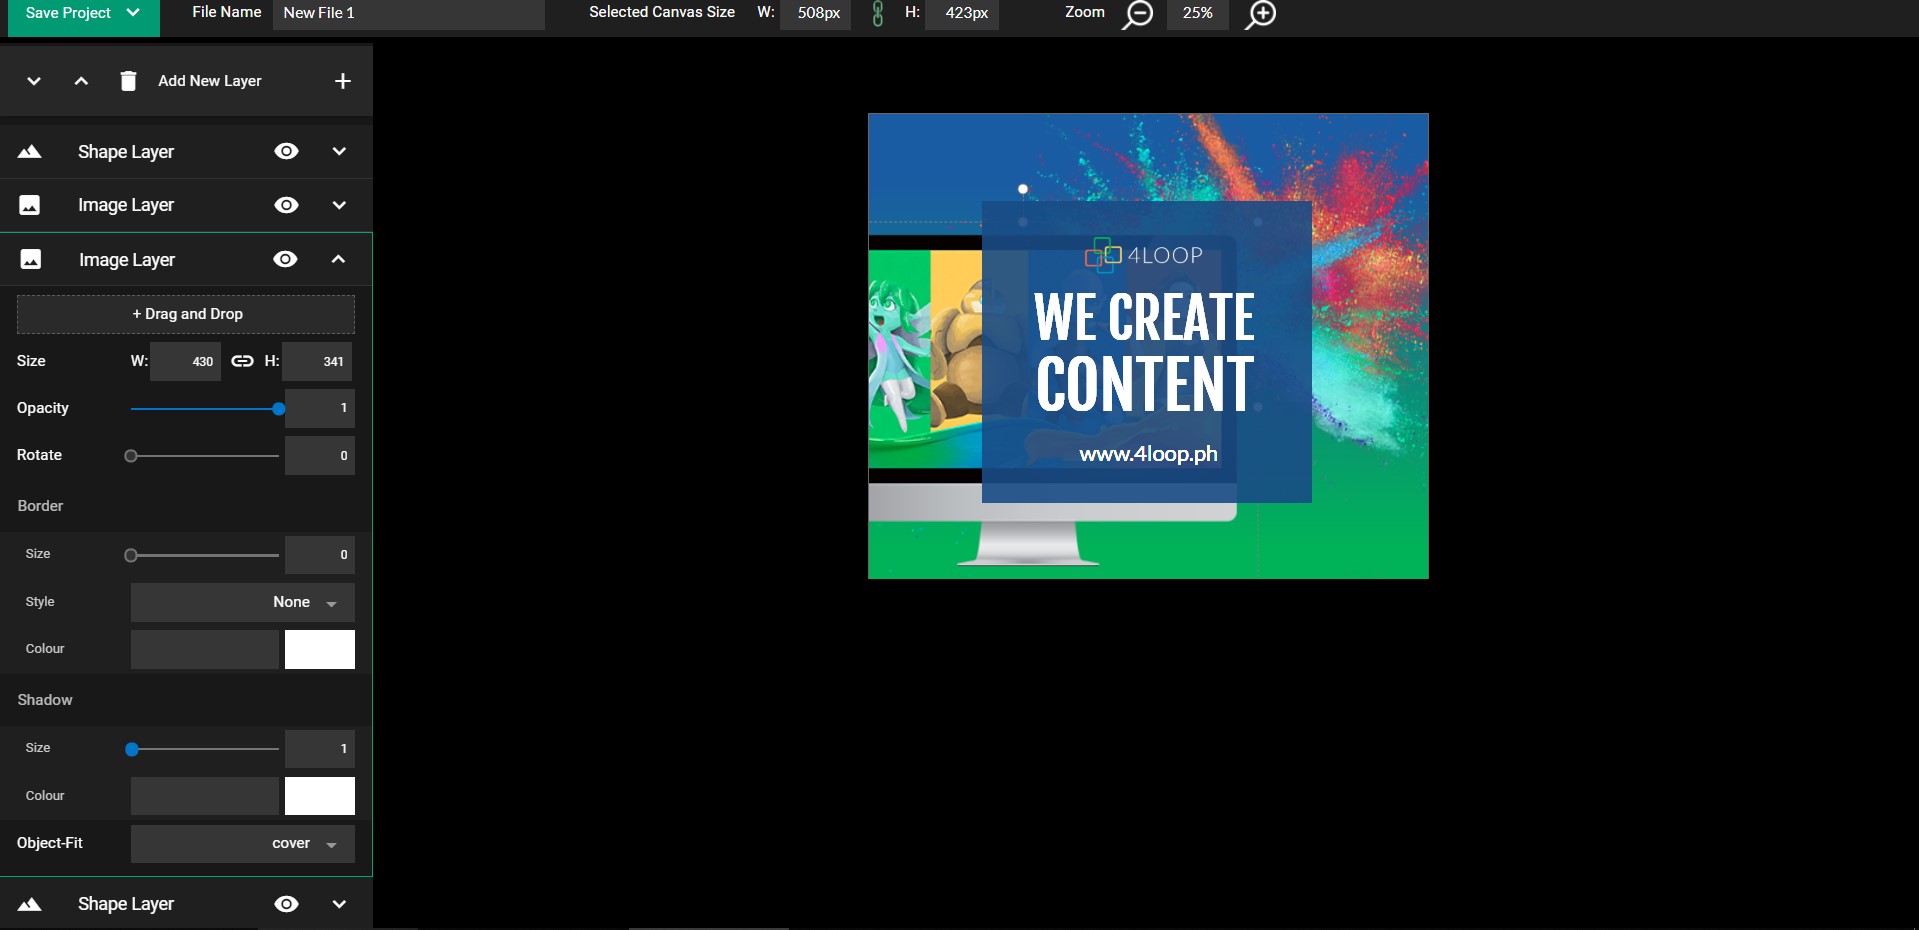 Save Project File Name New File 1 Selected Canvas Size W: 508px H: 423px Zoom 25%
Add New Layer +
Shape Layer
Image Layer
Image Layer
+ Drag and Drop
Size W: 430 H: 341
Opacity 1
Rotate 0
Border
Size 0
Style None
Colour
Shadow
Size 1
Colour
Object-Fit cover
Shape Layer
4LOOP
WE CREATE
CONTENT
www.4loop.ph